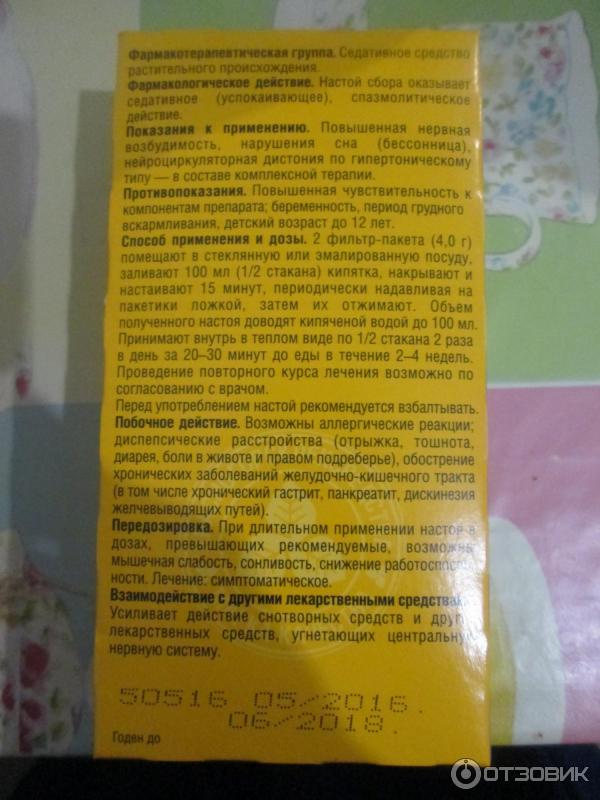 Фармакотерапевтическая группа. Седативное средство
растительного происхождения.
Фармакологическое действие. Настой сбора оказывает
седативное (успокаивающее), спазмолитическое
действие.
Показания к применению. Повышенная нервная
возбудимость, нарушения сна (бессонница),
нейроциркуляторная дистония по гипертоническому
типу — в составе комплексной терапии.
Противопоказания. Повышенная чувствительность к
компонентам препарата; беременность, период грудного
вскармливания, детский возраст до 12 лет.
Способ применения и дозы. 2 фильтр-пакета (4,0 г)
помещают в стеклянную или эмалированную посуду,
заливают 100 мл (1/2 стакана) кипятка, накрывают и
настаивают 15 минут, периодически надавливая на
пакетики ложкой, затем их отжимают. Объем
полученного настоя доводят кипяченой водой до 100 мл.
Принимают внутрь в теплом виде по 1/2 стакана 2 раза
в день за 20–30 минут до еды в течение 2–4 недель.
Проведение повторного курса лечения возможно по
согласованию с врачом.
Перед употреблением настой рекомендуется взбалтывать.
Побочное действие. Возможны аллергические реакции;
диспепсические расстройства (отрыжка, тошнота,
диарея, боли в животе и правом подреберье), обострение
хронических заболеваний желудочно-кишечного тракта
(в том числе хронический гастрит, панкреатит, дискинезия
желчевыводящих путей).
Передозировка. При длительном применении настоя в
дозах, превышающих рекомендуемые, возможны
мышечная слабость, сонливость, снижение работоспособ-
ности. Лечение: симптоматическое.
Взаимодействие с другими лекарственными средствами.
Усиливает действие снотворных средств и других
лекарственных средств, угнетающих центральную
нервную систему.
50516 05/2016.
06/2018.
Годен до
ОТЗОВИК